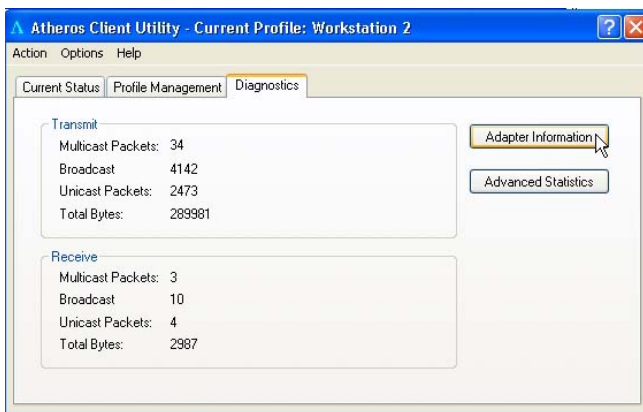 Atheros Client Utility - Current Profile: Workstation 2
Action Options Help
Current Status Profile Management Diagnostics
Transmit
Multicast Packets: 34
Broadcast 4142
Unicast Packets: 2473
Total Bytes: 289981
Adapter Information
Advanced Statistics
Receive
Multicast Packets: 3
Broadcast 10
Unicast Packets: 4
Total Bytes: 2987